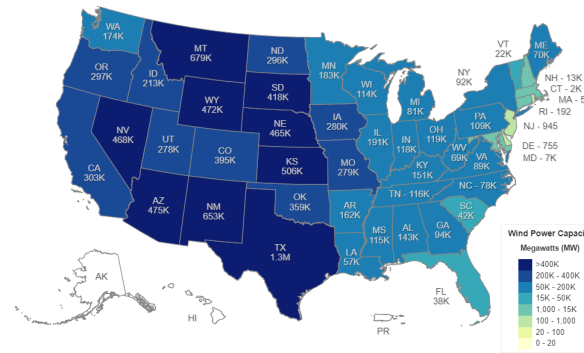 WA
174K
OR
297K
CA
303K
NV
468K
ID
213K
MT
679K
WY
472K
UT
278K
AZ
475K
CO
395K
NM
653K
ND
296K
SD
418K
NE
465K
KS
506K
OK
359K
TX
1.3M
MN
183K
IA
280K
MO
279K
AR
162K
LA
57K
WI
114K
IL
191K
MS
115K
MI
81K
IN
118K
KY
151K
TN - 116K
AL
143K
OH
119K
WV
69K
VA
89K
NC - 78K
SC
42K
GA
94K
FL
38K
PA
109K
NY
92K
VT
22K
ME
70K
NH - 13K
CT - 2K
MA - 5
RI - 192
NJ - 945
DE - 755
MD - 7K
AK
HI
PR
Wind Power Capaci
Megawatts (MW)
>400K
200K - 400K
50K - 200K
15K - 50K
1,000 - 15K
100 - 1,000
20 - 100
0 - 20